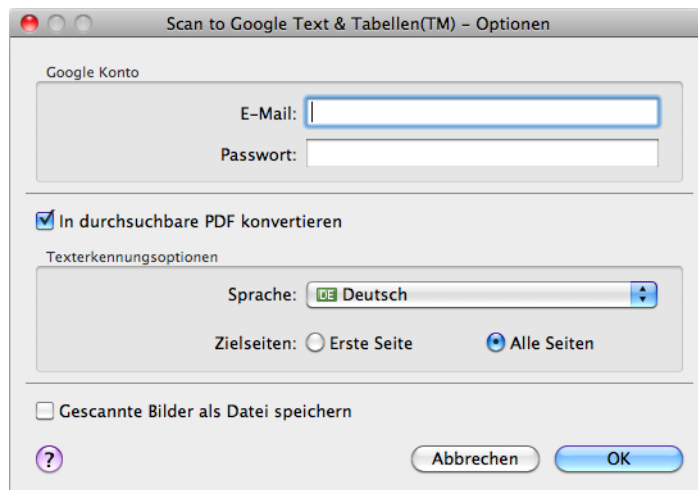 Scan to Google Text & Tabellen(TM) – Optionen
Google Konto
E-Mail:
Passwort:
In durchsuchbare PDF konvertieren
Texterkennungsoptionen
Sprache: DE Deutsch
Zielseiten: Erste Seite Alle Seiten
Gescannte Bilder als Datei speichern
? Abbrechen OK